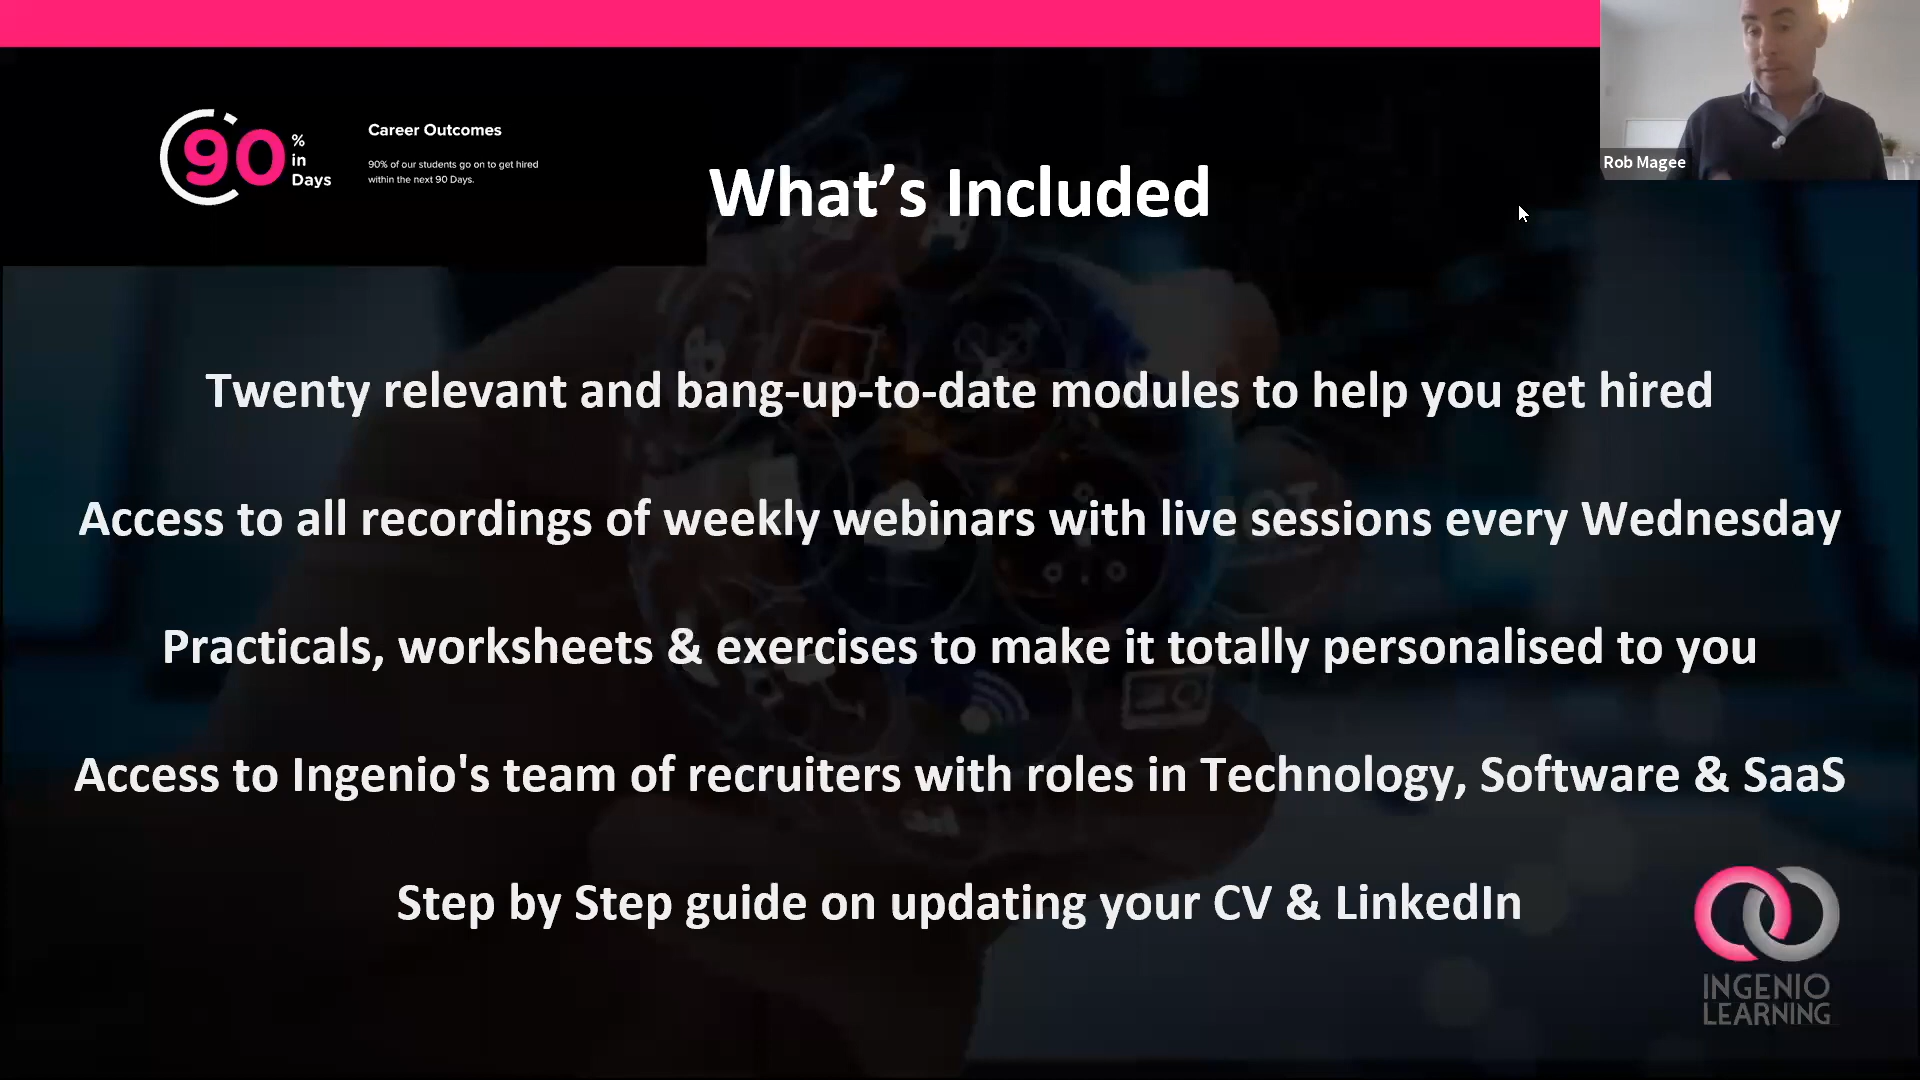 90
%
in
Days
Career Outcomes
90% of our students go on to get hired
within the next 90 Days.
What’s Included
Rob Magee
Twenty relevant and bang-up-to-date modules to help you get hired
Access to all recordings of weekly webinars with live sessions every Wednesday
Practicals, worksheets & exercises to make it totally personalised to you
Access to Ingenio's team of recruiters with roles in Technology, Software & SaaS
Step by Step guide on updating your CV & LinkedIn
INGENIO
LEARNING